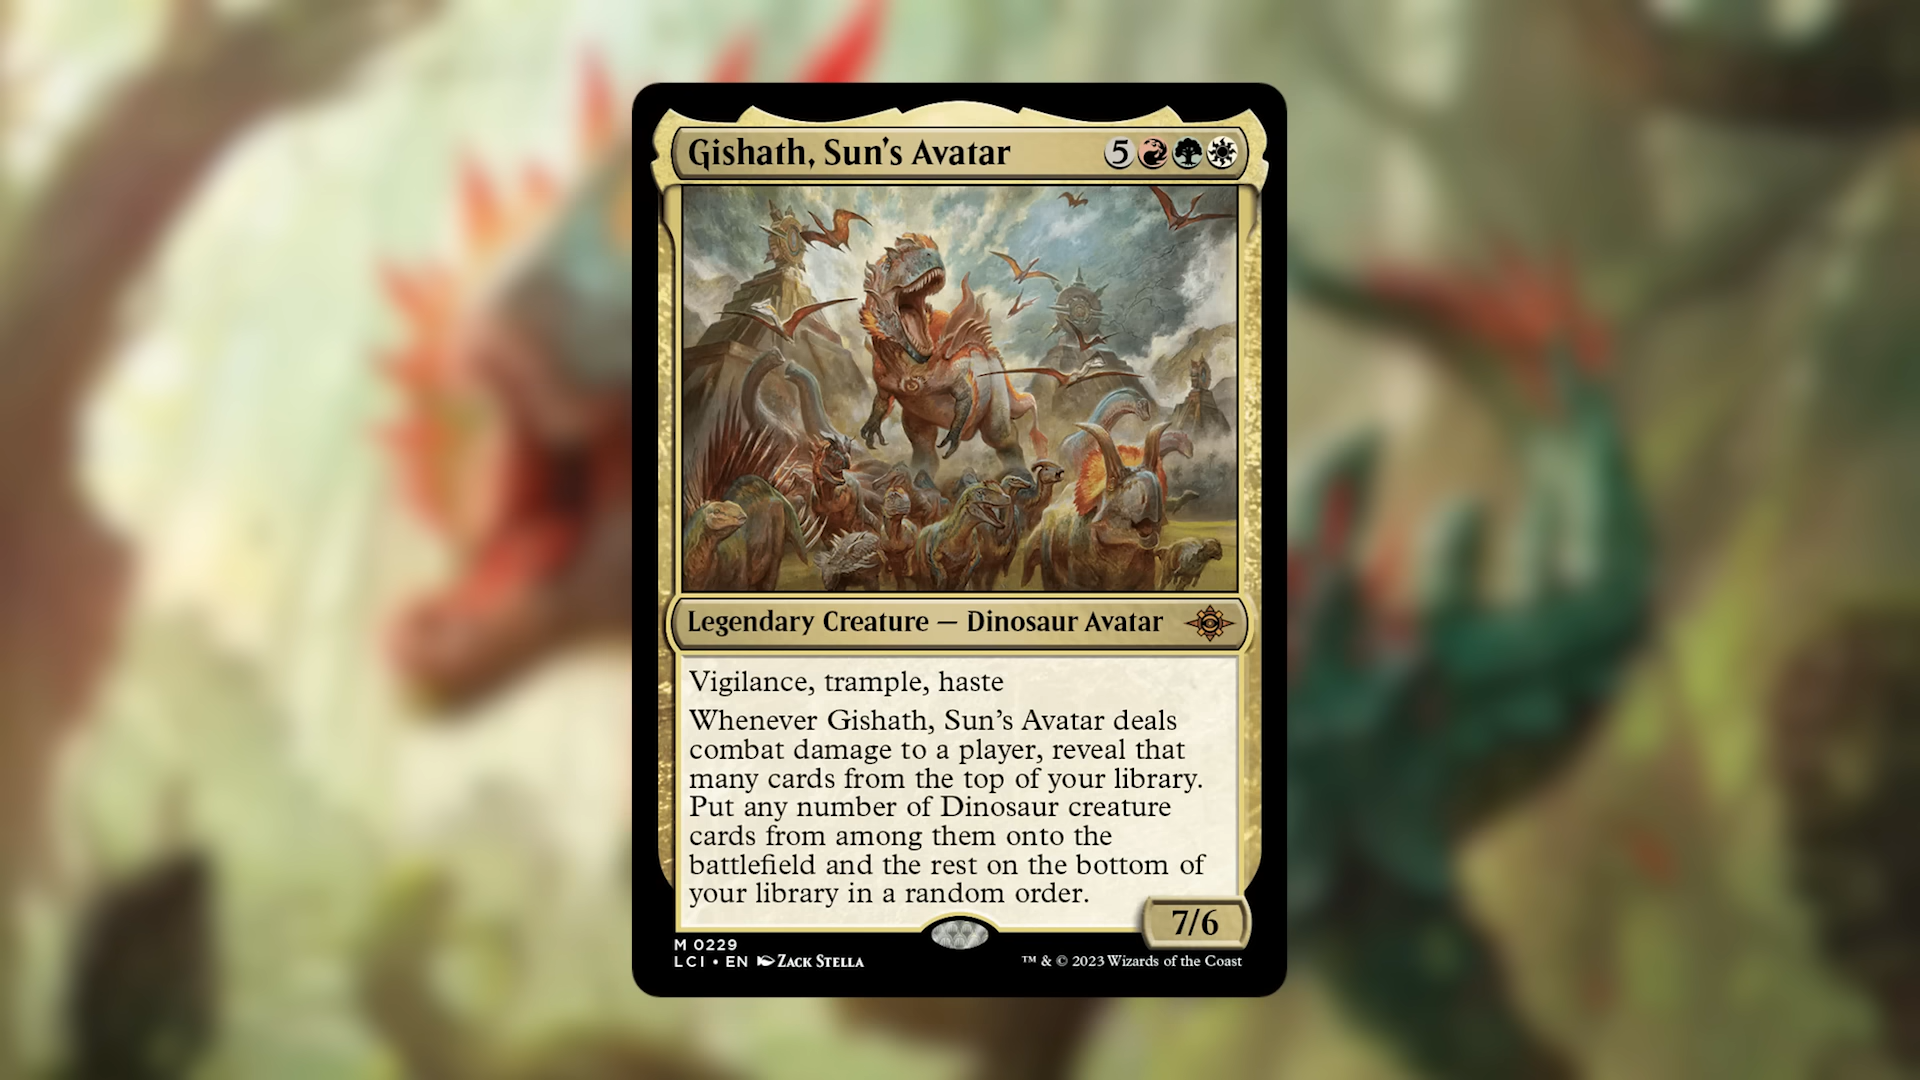 Gishath, Sun's Avatar 5
Legendary Creature — Dinosaur Avatar
Vigilance, trample, haste
Whenever Gishath, Sun's Avatar deals
combat damage to a player, reveal that
many cards from the top of your library.
Put any number of Dinosaur creature
cards from among them onto the
battlefield and the rest on the bottom of
your library in a random order.
7/6
M 0229
LCI • EN Zack Stella
™ & © 2023 Wizards of the Coast